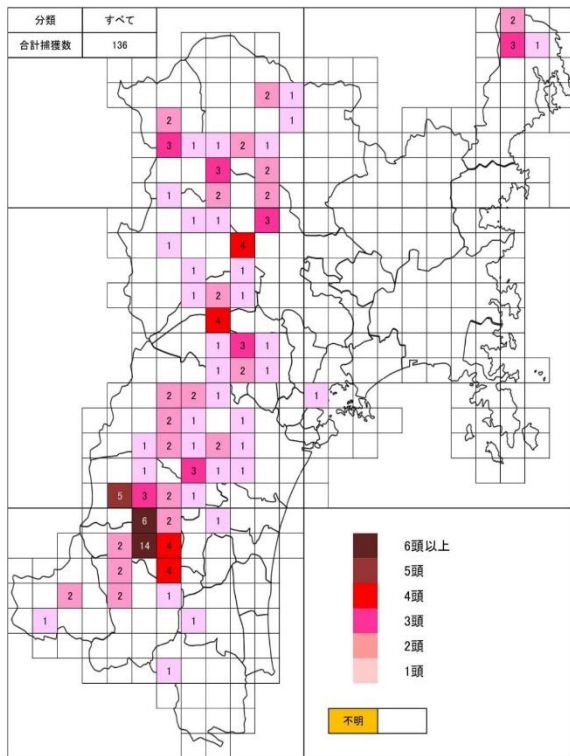 分類 すべて
合計捕獲数 136
2
3 1
2 1
2 1
3 1 1 2 1
3 2
1 2 2
1 1 3
1 4
1 1
1 2 1
4
1 3 1
1 2 1
2 2 1 1
2 1 1
1 2 1 2 1
1 3 1 1
5 3 2 1
6 2 1
2 14 4
2 4
2 2 1
1 1
1
6頭以上
5頭
4頭
3頭
2頭
1頭
不明